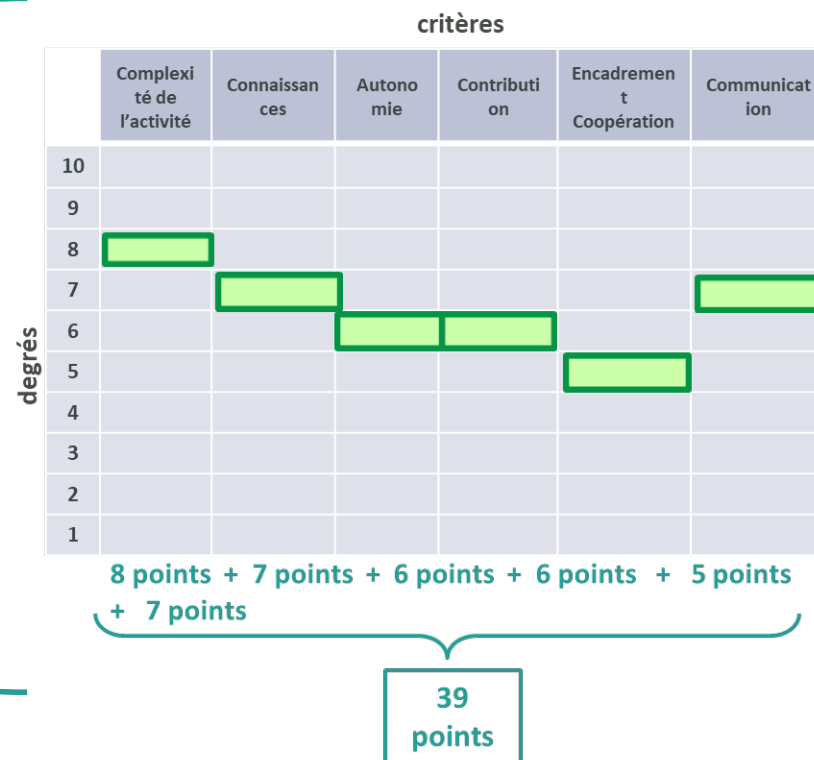 critères
Complexi
té de
l'activité
Connaissan
ces
Autono
mie
Contributi
on
Encadremen
t
Coopération
Communicat
ion
10
9
8
7
6
5
4
3
2
1
degrés
8 points + 7 points + 6 points + 6 points + 5 points
+ 7 points
39
points